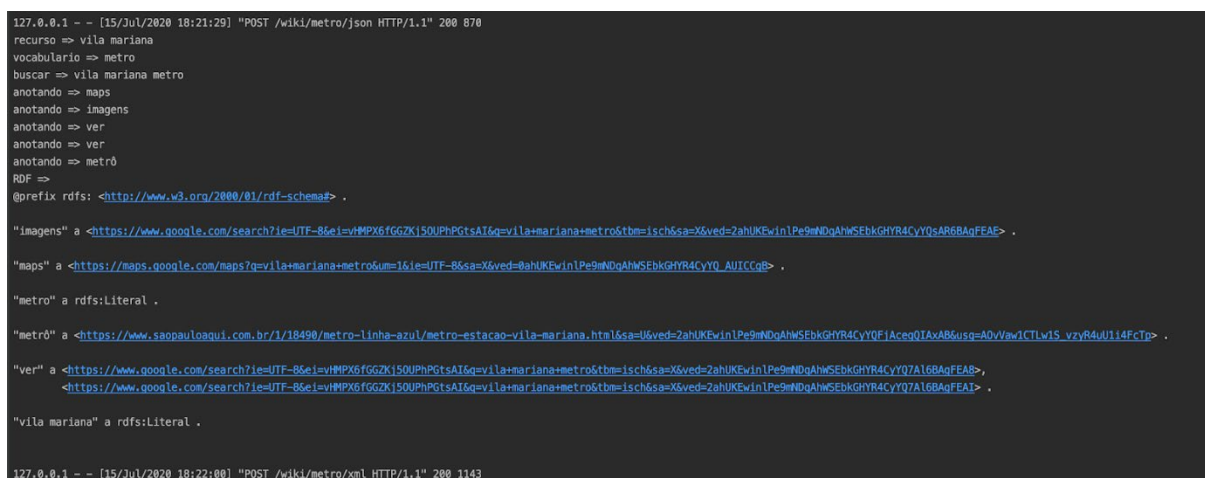 127.0.0.1 - - [15/Jul/2020 18:21:29] "POST /wiki/metro/json HTTP/1.1" 200 870
recurso => vila mariana
vocabulario => metro
buscar => vila mariana metro
anotando => maps
anotando => imagens
anotando => ver
anotando => ver
anotando => metrô
RDF =>
@prefix rdfs: <http://www.w3.org/2000/01/rdf-schema#> .
"imagens" a <https://www.google.com/search?ie=UTF-8&ei=vHMPX6fGGZKj5OUPhPGtsAI&q=vila+mariana+metro&tbm=isch&sa=X&ved=2ahUKEwinlPe9mNDqAhWSEbkGHYR4CyYQsAR6BAgFEAE> .
"maps" a <https://maps.google.com/maps?q=vila+mariana+metro&um=1&ie=UTF-8&sa=X&ved=0ahUKEwinlPe9mNDqAhWSEbkGHYR4CyYQ_AUICCgB> .
"metro" a rdfs:Literal .
"metrô" a <https://www.saopauloaqui.com.br/1/18490/metro-linha-azul/metro-estacao-vila-mariana.html&sa=U&ved=2ahUKEwinlPe9mNDqAhWSEbkGHYR4CyYQFjAcegQIAxAB&usg=AOvVaw1CTLw1S_vzyR4uU1i4FcTp> .
"ver" a <https://www.google.com/search?ie=UTF-8&ei=vHMPX6fGGZKj5OUPhPGtsAI&q=vila+mariana+metro&tbm=isch&sa=X&ved=2ahUKEwinlPe9mNDqAhWSEbkGHYR4CyYQ7Al6BAgFEA8>,
<https://www.google.com/search?ie=UTF-8&ei=vHMPX6fGGZKj5OUPhPGtsAI&q=vila+mariana+metro&tbm=isch&sa=X&ved=2ahUKEwinlPe9mNDqAhWSEbkGHYR4CyYQ7Al6BAgFEAI> .
"vila mariana" a rdfs:Literal .
127.0.0.1 - - [15/Jul/2020 18:22:00] "POST /wiki/metro/xml HTTP/1.1" 200 1143